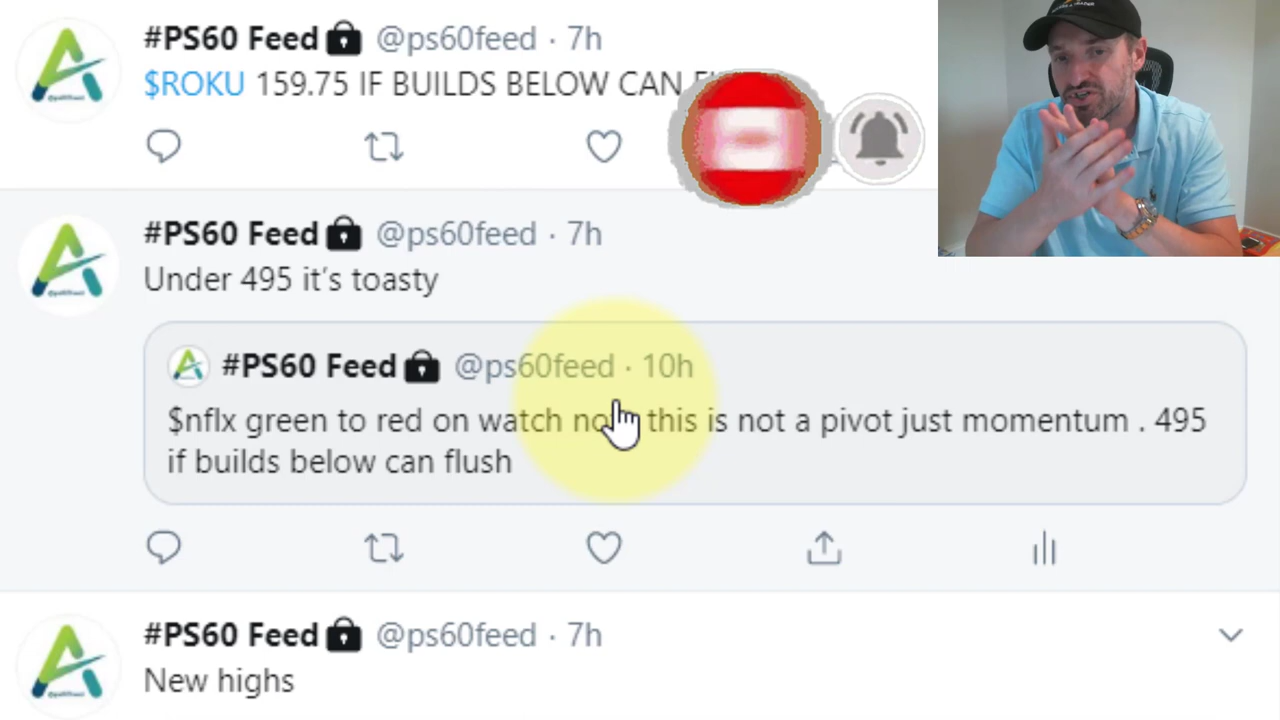 #PS60 Feed @ps60feed · 7h
$ROKU 159.75 IF BUILDS BELOW CAN
#PS60 Feed @ps60feed · 7h
Under 495 it's toasty
#PS60 Feed @ps60feed · 10h
$nflx green to red on watch this is not a pivot just momentum . 495
if builds below can flush
#PS60 Feed @ps60feed · 7h
New highs